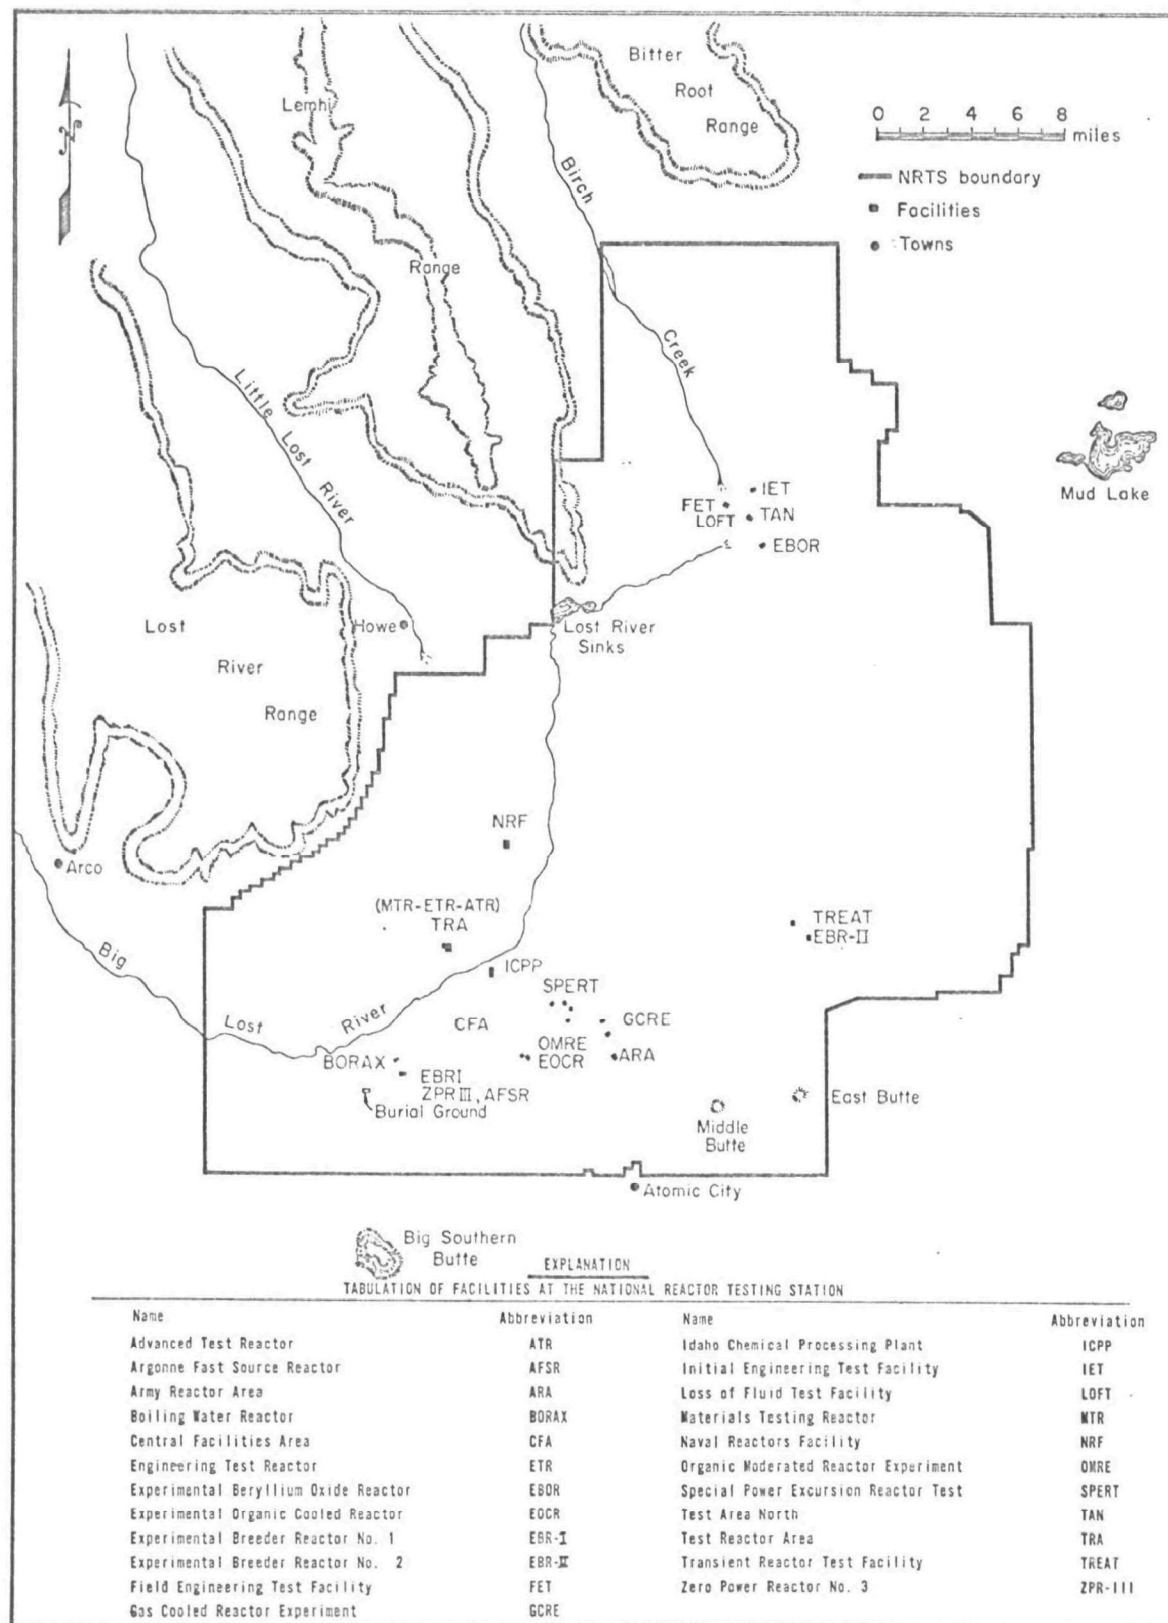 Bitter
Root
Range
Lemhi
Range
0 2 4 6 8
miles
NRTS boundary
Facilities
Towns
Birch
Creek
Little Lost River
Mud Lake
IET
FET
LOFT
TAN
EBOR
Howe
Lost River
Sinks
Lost
River
Range
NRF
Arco
(MTR-ETR-ATR)
TRA
TREAT
EBR-II
ICPP
Big
Lost
River
SPERT
CFA
GCRE
OMRE
EOCR
ARA
BORAX
EBRI
ZPR III, AFSR
Burial Ground
East Butte
Middle
Butte
Atomic City
Big Southern
Butte
EXPLANATION
TABULATION OF FACILITIES AT THE NATIONAL REACTOR TESTING STATION
Name Abbreviation Name Abbreviation
Advanced Test Reactor ATR Idaho Chemical Processing Plant ICPP
Argonne Fast Source Reactor AFSR Initial Engineering Test Facility IET
Army Reactor Area ARA Loss of Fluid Test Facility LOFT
Boiling Water Reactor BORAX Materials Testing Reactor MTR
Central Facilities Area CFA Naval Reactors Facility NRF
Engineering Test Reactor ETR Organic Moderated Reactor Experiment OMRE
Experimental Beryllium Oxide Reactor EBOR Special Power Excursion Reactor Test SPERT
Experimental Organic Cooled Reactor EOCR Test Area North TAN
Experimental Breeder Reactor No. 1 EBR-I Test Reactor Area TRA
Experimental Breeder Reactor No. 2 EBR-II Transient Reactor Test Facility TREAT
Field Engineering Test Facility FET Zero Power Reactor No. 3 ZPR-III
Gas Cooled Reactor Experiment GCRE